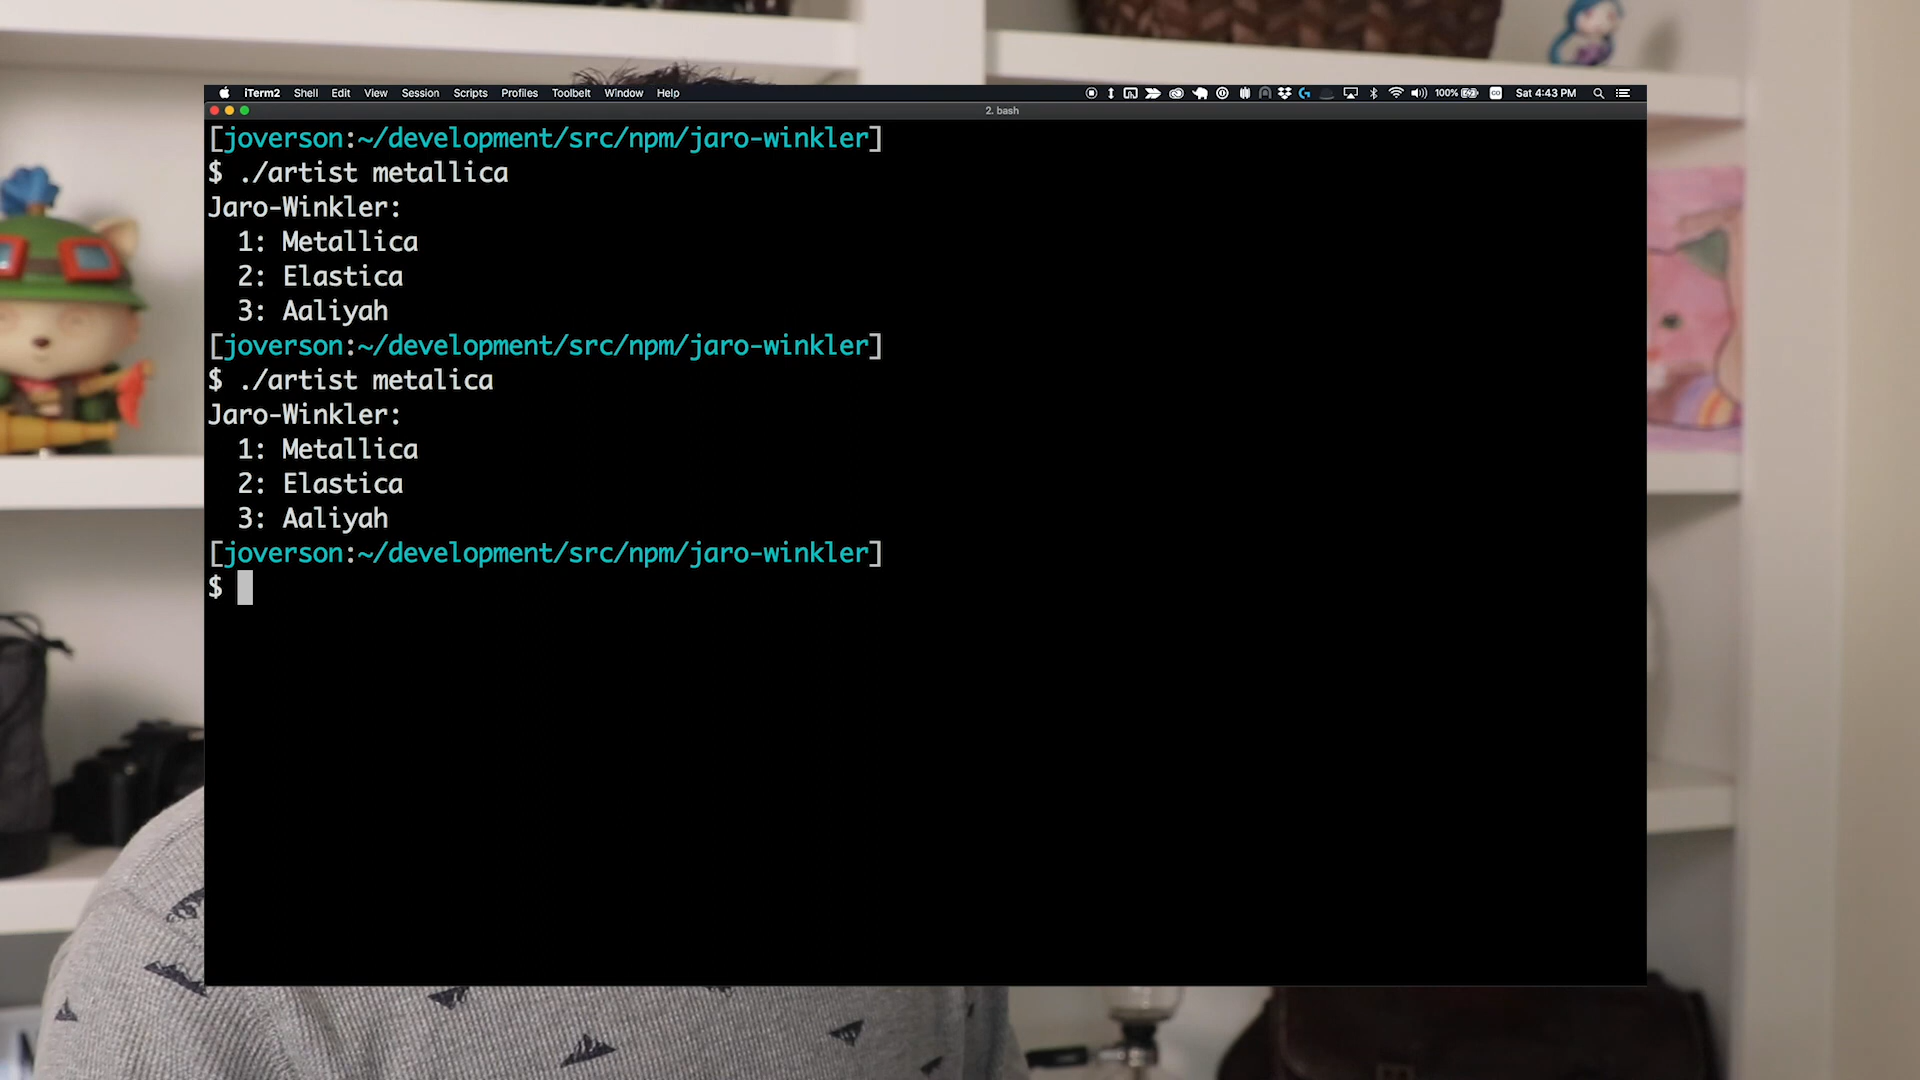 iTerm2 Shell Edit View Session Scripts Profiles Toolbelt Window Help 100% Sat 4:43 PM
2. bash
[joverson:~/development/src/npm/jaro-winkler]
$ ./artist metallica
Jaro-Winkler:
1: Metallica
2: Elastica
3: Aaliyah
[joverson:~/development/src/npm/jaro-winkler]
$ ./artist metalica
Jaro-Winkler:
1: Metallica
2: Elastica
3: Aaliyah
[joverson:~/development/src/npm/jaro-winkler]
$